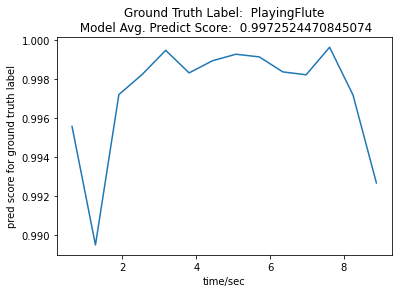 Ground Truth Label:  PlayingFlute
Model Avg. Predict Score:  0.9972524470845074
1.000
0.998
0.996
0.994
0.992
0.990
pred score for ground truth label
2
4
6
8
time/sec